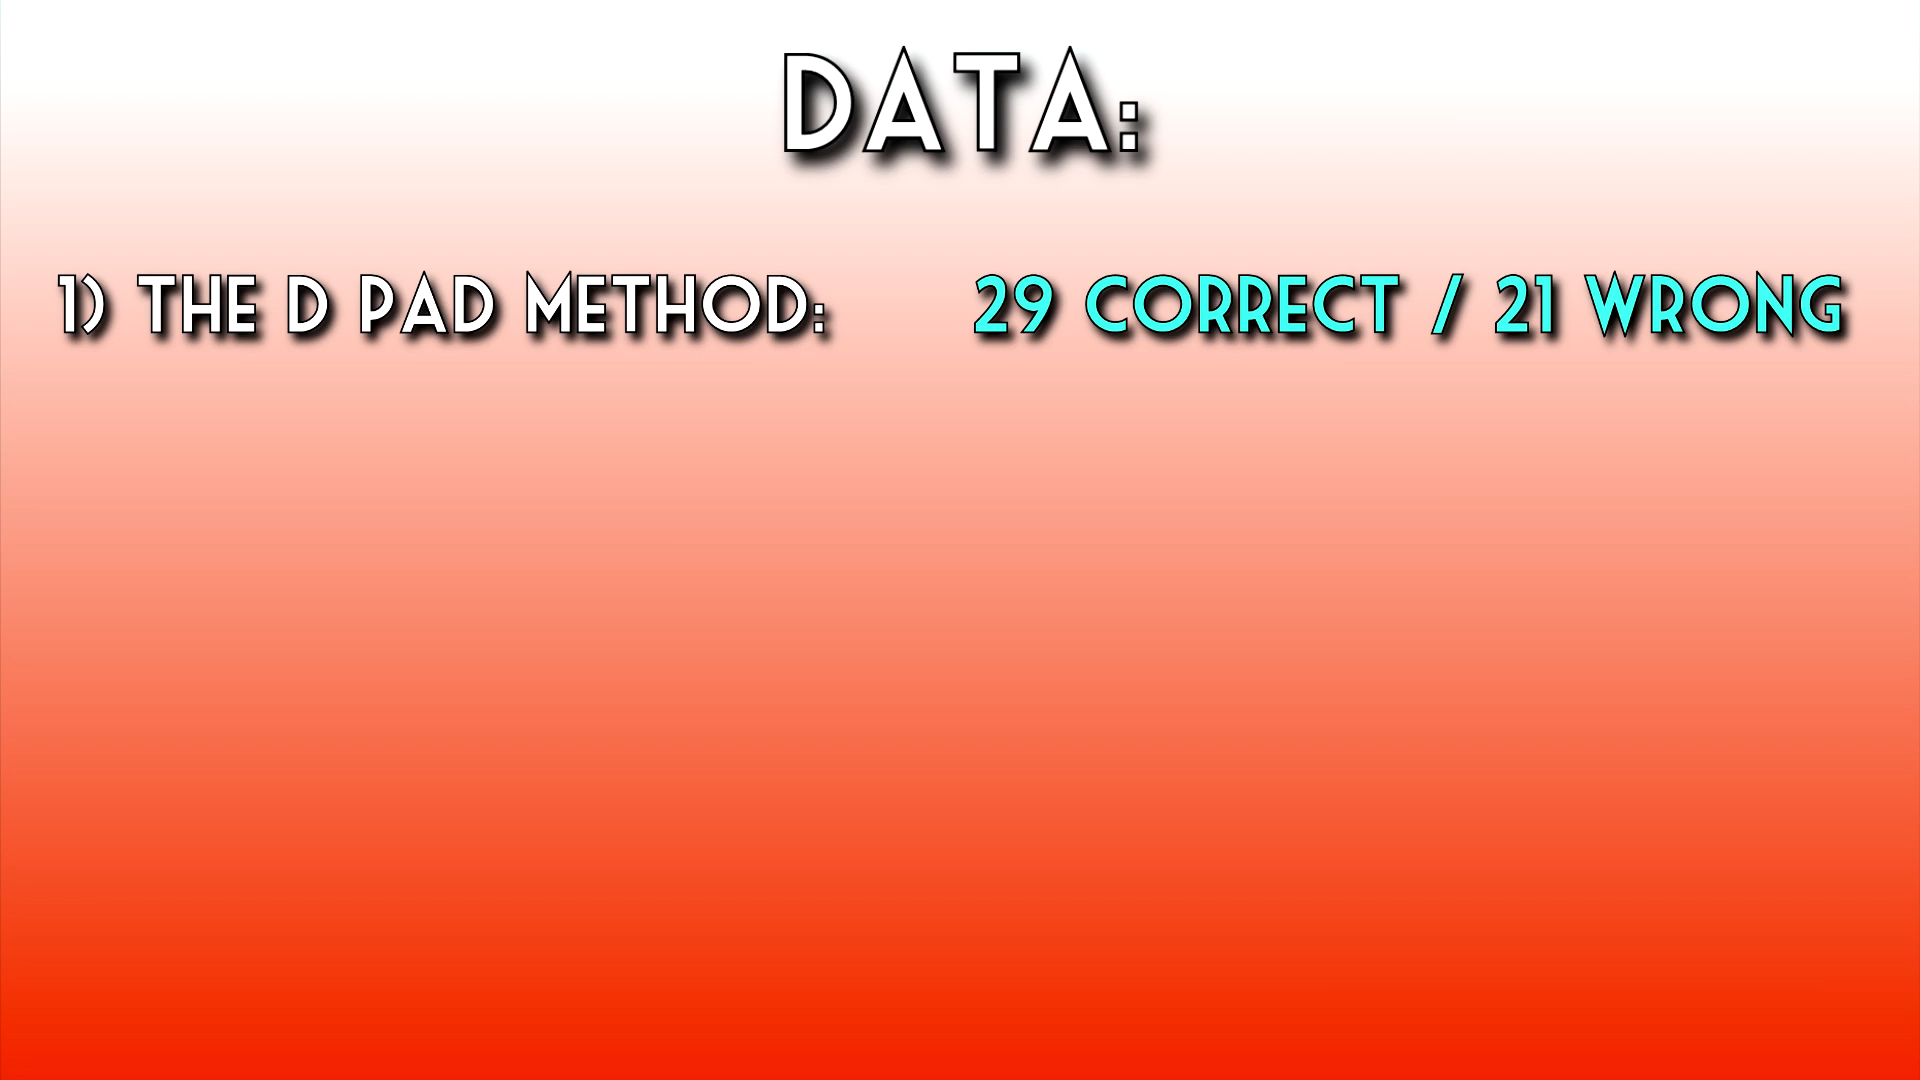 DATA:
1) THE D PAD METHOD: 29 CORRECT / 21 WRONG